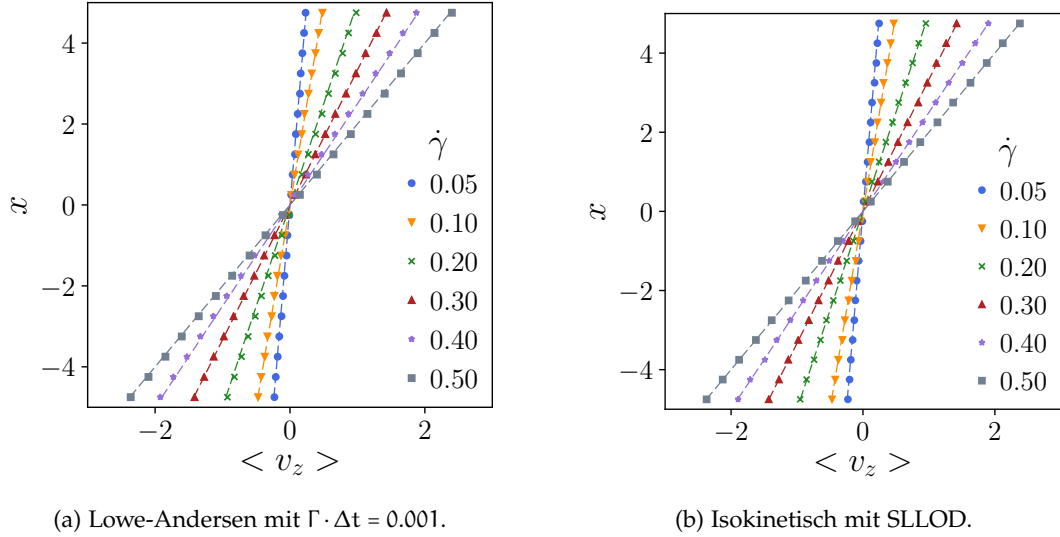 4
2
0
−2
−4
x
−2 0 2
< v_z >
γ̇
0.05
0.10
0.20
0.30
0.40
0.50
(a) Lowe-Andersen mit Γ · Δt = 0.001.
4
2
0
−2
−4
x
−2 0 2
< v_z >
γ̇
0.05
0.10
0.20
0.30
0.40
0.50
(b) Isokinetisch mit SLLOD.